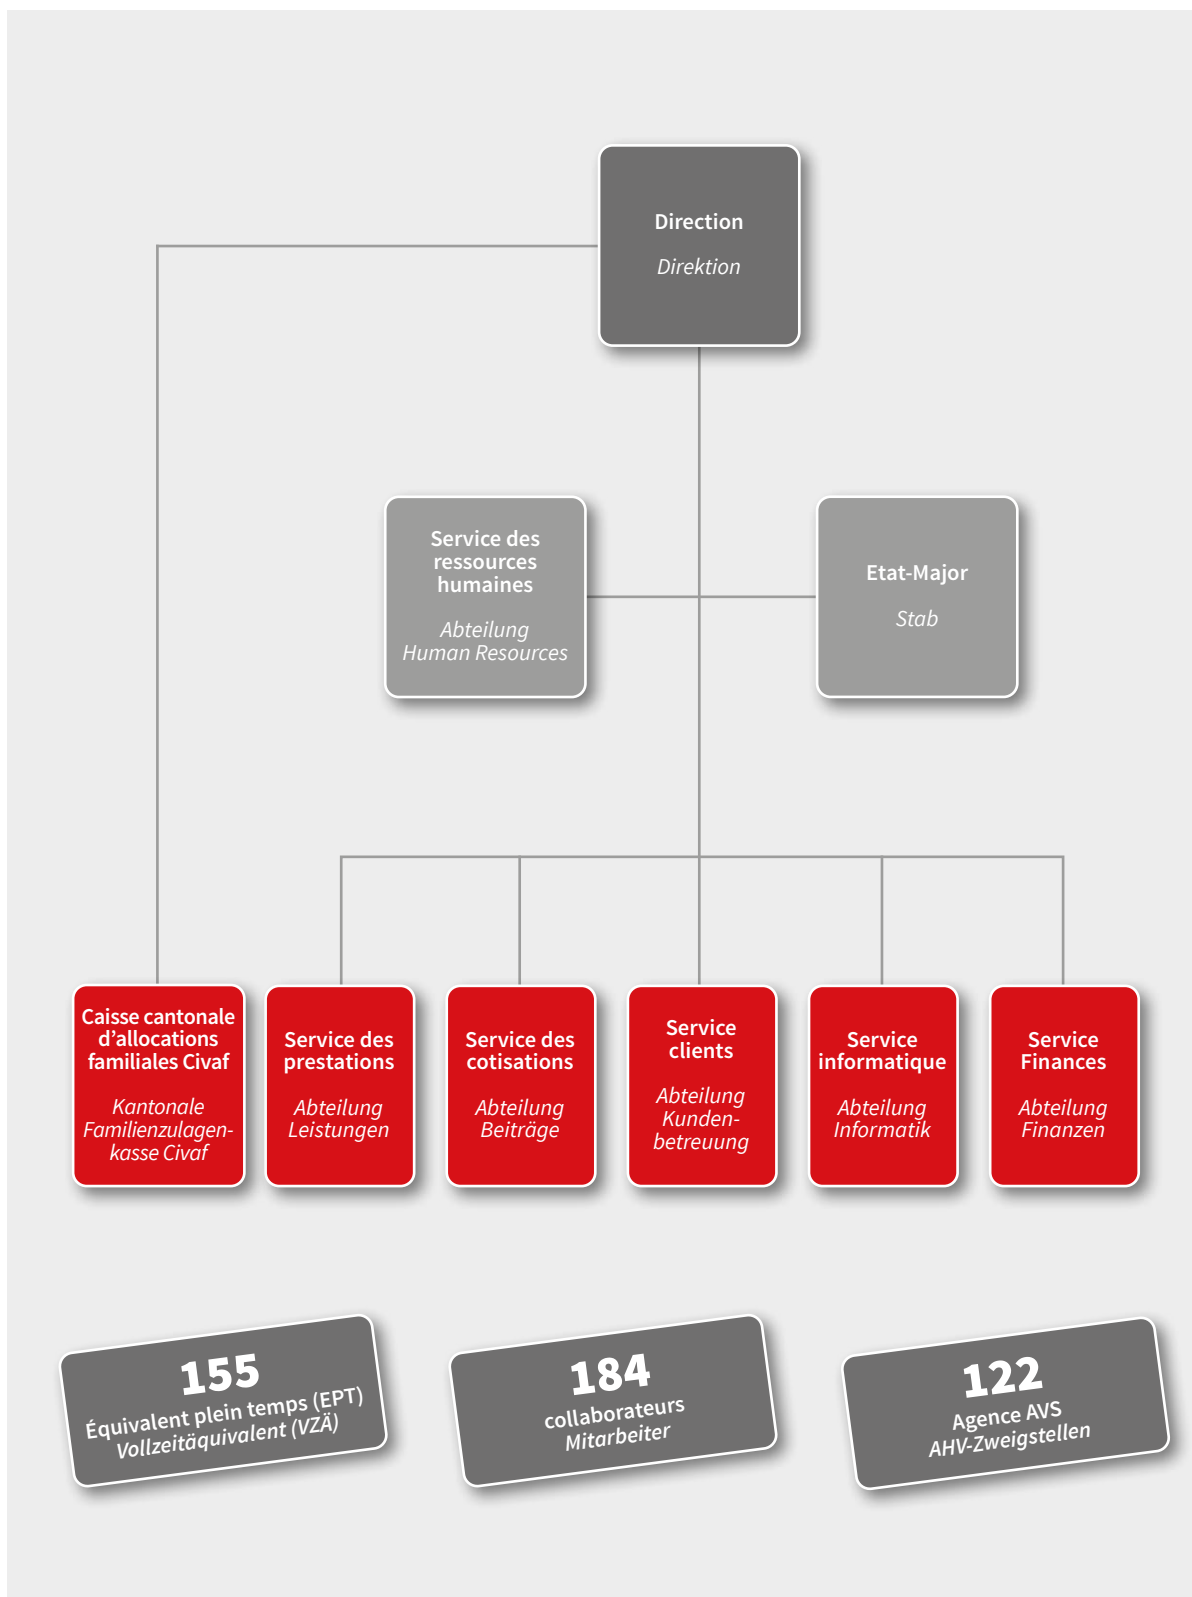 Direction
Direktion
Service des
ressources
humaines
Abteilung
Human Resources
Etat-Major
Stab
Caisse cantonale
d'allocations
familiales Civaf
Kantonale
Familienzulagen-
kasse Civaf
Service des
prestations
Abteilung
Leistungen
Service des
cotisations
Abteilung
Beiträge
Service
clients
Abteilung
Kunden-
betreuung
Service
informatique
Abteilung
Informatik
Service
Finances
Abteilung
Finanzen
155
Équivalent plein temps (EPT)
Vollzeitäquivalent (VZÄ)
184
collaborateurs
Mitarbeiter
122
Agence AVS
AHV-Zweigstellen